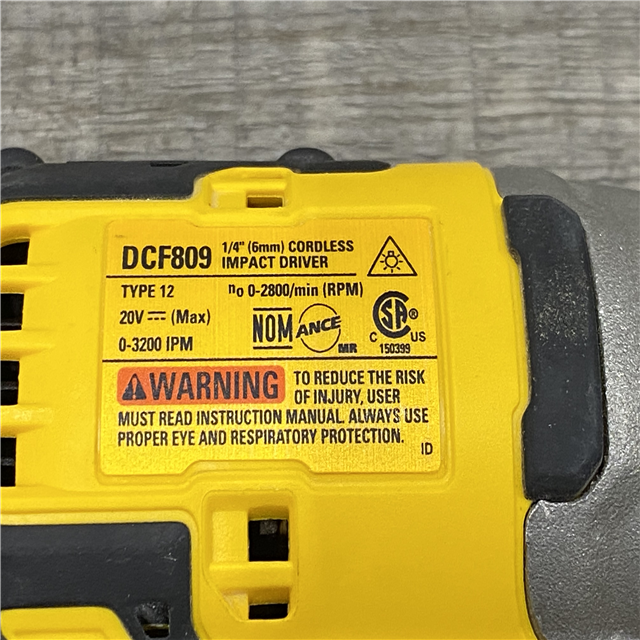 DCF809 1/4" (6mm) CORDLESS
IMPACT DRIVER
TYPE 12 no 0-2800/min (RPM)
20V ⎓ (Max)
0-3200 IPM
NOM ANCE MR
CSA® C US
150399
WARNING TO REDUCE THE RISK
OF INJURY, USER
MUST READ INSTRUCTION MANUAL. ALWAYS USE
PROPER EYE AND RESPIRATORY PROTECTION.
ID